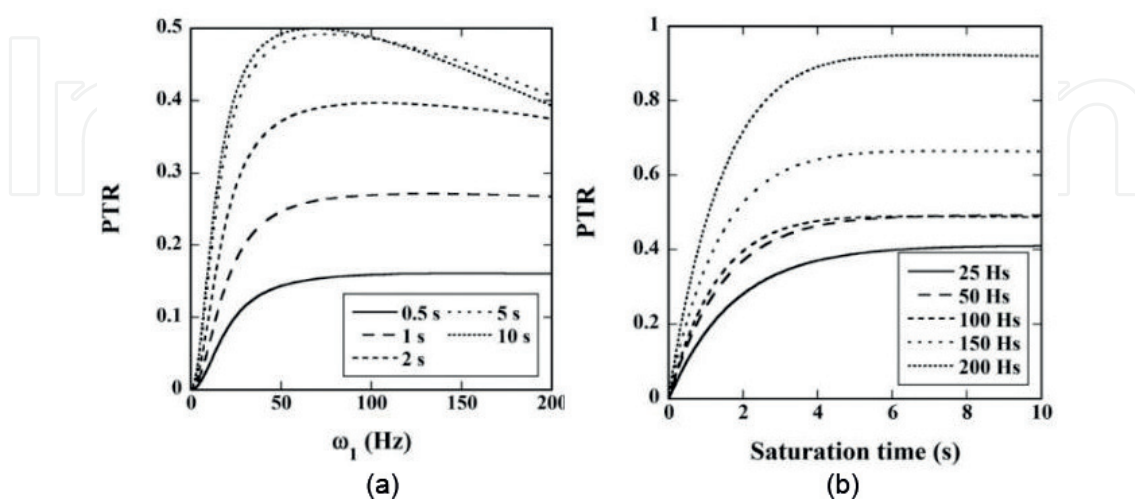 0.5
0.4
0.3
0.2
0.1
0
PTR
0.5 s
5 s
1 s
10 s
2 s
0
50
100
150
200
ω1 (Hz)
(a)
1
0.8
0.6
0.4
0.2
0
PTR
25 Hs
50 Hs
100 Hs
150 Hs
200 Hs
0
2
4
6
8
10
Saturation time (s)
(b)